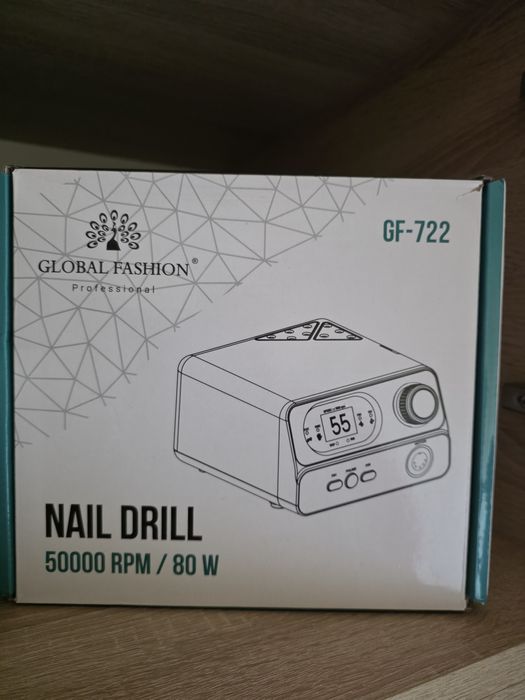 GF-722
GLOBAL FASHION®
Professional
55
NAIL DRILL
50000 RPM / 80 W